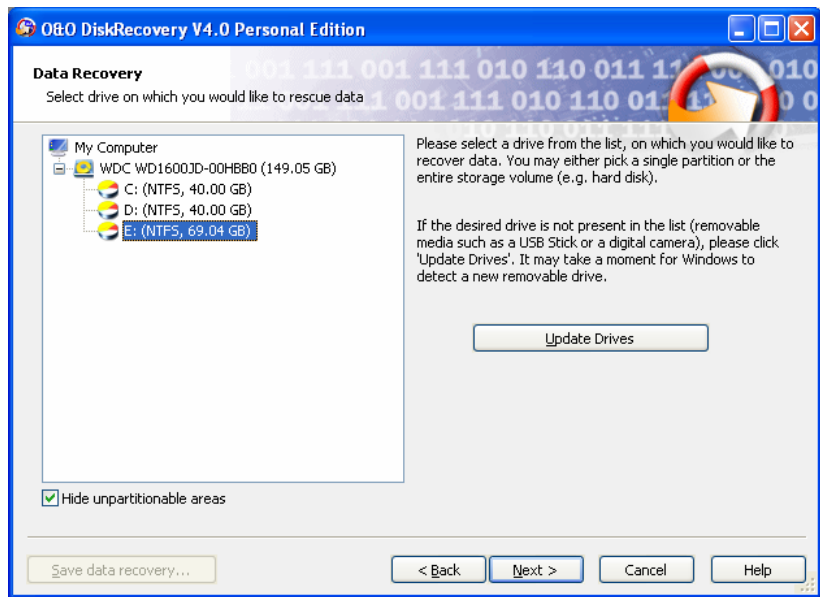 O&O DiskRecovery V4.0 Personal Edition
Data Recovery
Select drive on which you would like to rescue data
My Computer
WDC WD1600JD-00HBB0 (149.05 GB)
C: (NTFS, 40.00 GB)
D: (NTFS, 40.00 GB)
E: (NTFS, 69.04 GB)
Please select a drive from the list, on which you would like to
recover data. You may either pick a single partition or the
entire storage volume (e.g. hard disk).
If the desired drive is not present in the list (removable
media such as a USB Stick or a digital camera), please click
'Update Drives'. It may take a moment for Windows to
detect a new removable drive.
Update Drives
Hide unpartitionable areas
Save data recovery...
< Back
Next >
Cancel
Help